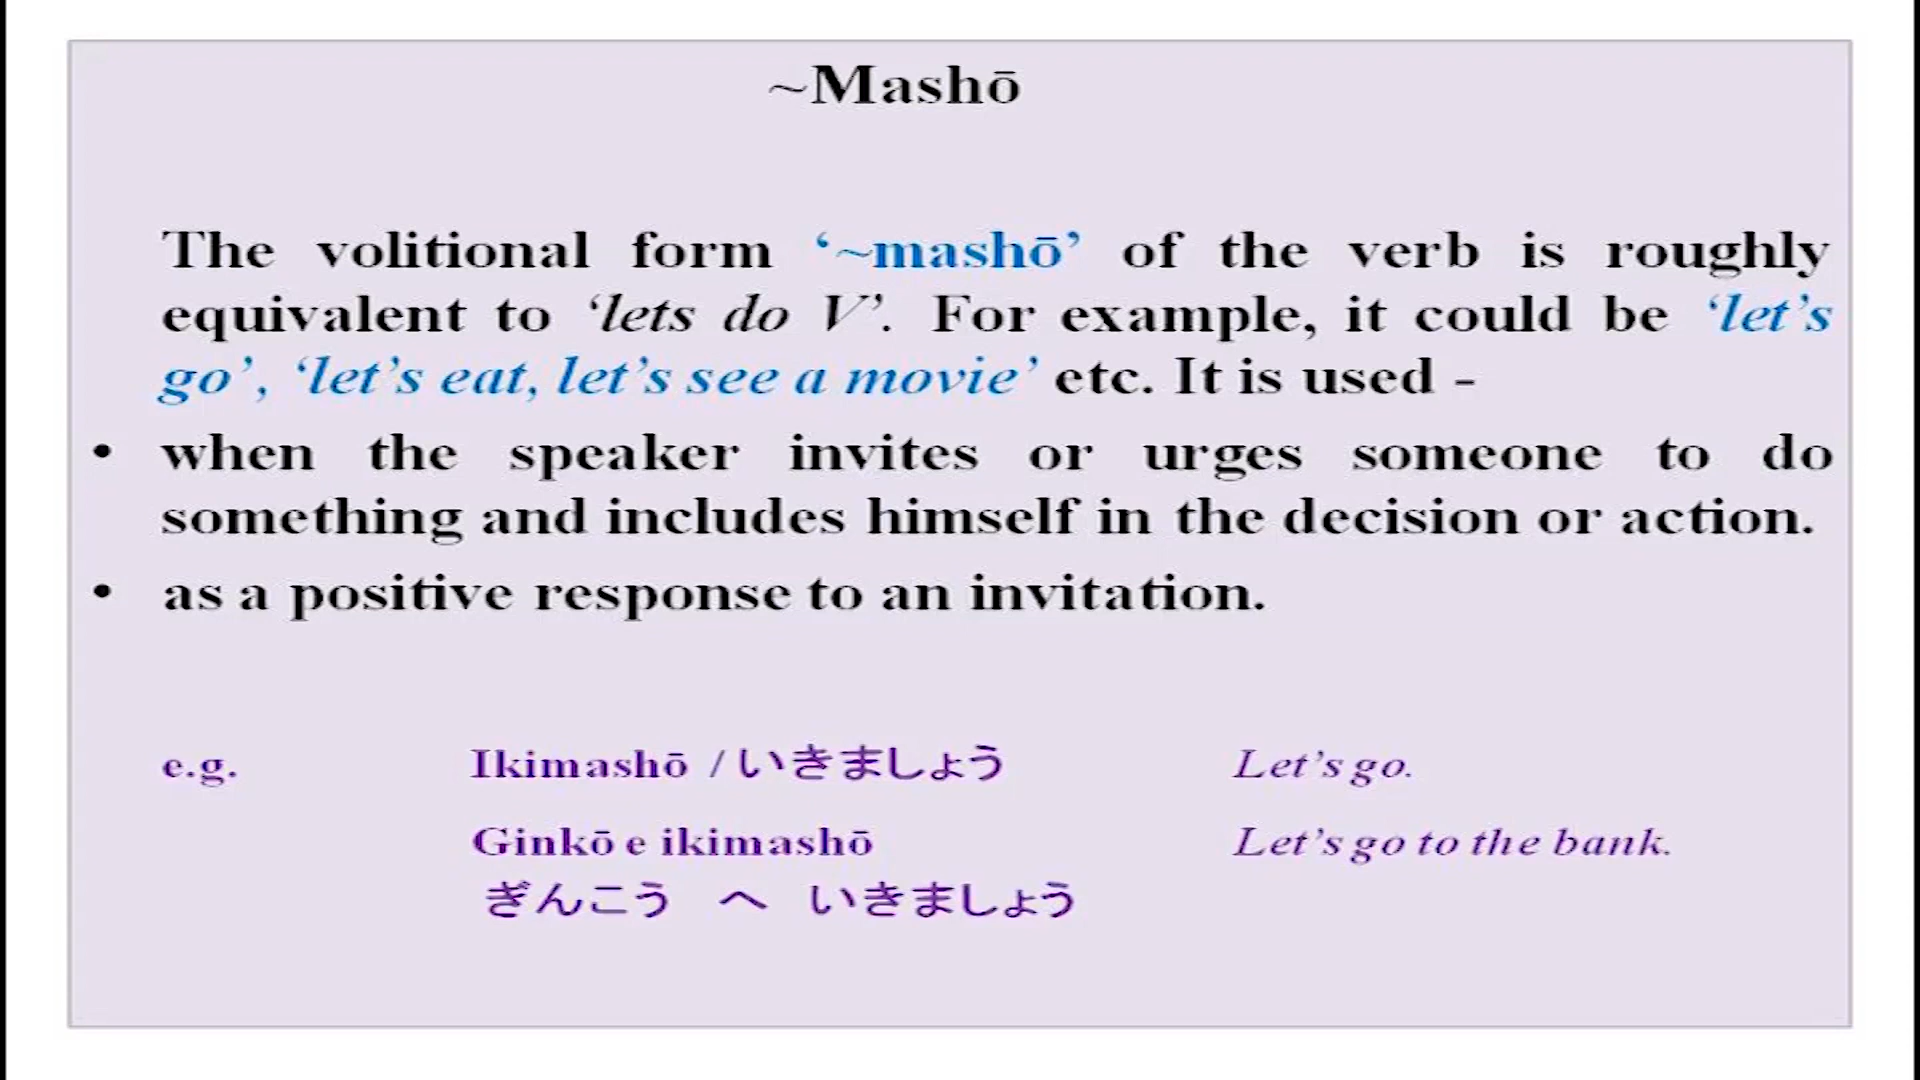 ~Mashō
The volitional form ‘~mashō’ of the verb is roughly
equivalent to ‘lets do V’. For example, it could be ‘let’s
go’, ‘let’s eat, let’s see a movie’ etc. It is used -
• when the speaker invites or urges someone to do
something and includes himself in the decision or action.
• as a positive response to an invitation.
e.g. Ikimashō / いきましょう Let’s go.
Ginkō e ikimashō Let’s go to the bank.
ぎんこう へ いきましょう